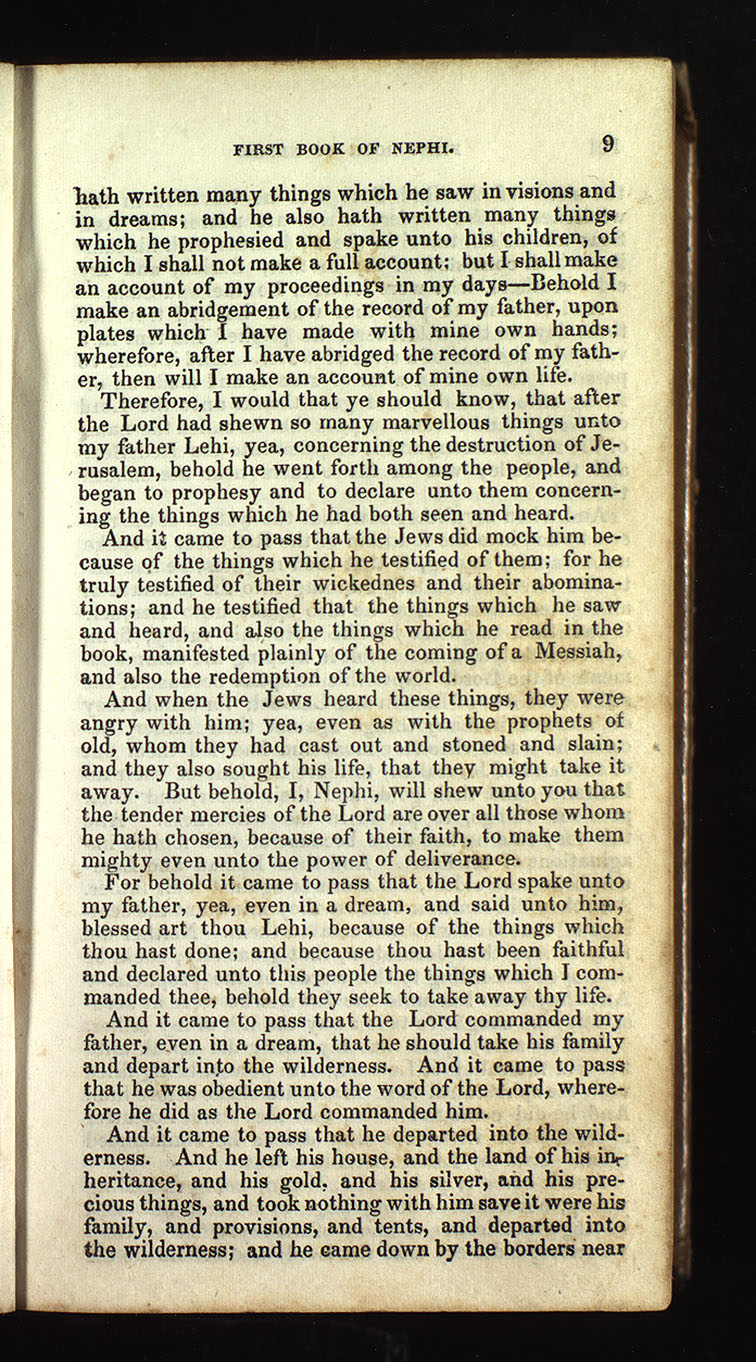 FIRST BOOK OF NEPHI. 9
hath written many things which he saw in visions and
in dreams; and he also hath written many things
which he prophesied and spake unto his children, of
which I shall not make a full account; but I shall make
an account of my proceedings in my days—Behold I
make an abridgement of the record of my father, upon
plates which I have made with mine own hands;
wherefore, after I have abridged the record of my fath-
er, then will I make an account of mine own life.
Therefore, I would that ye should know, that after
the Lord had shewn so many marvellous things unto
my father Lehi, yea, concerning the destruction of Je-
rusalem, behold he went forth among the people, and
began to prophesy and to declare unto them concern-
ing the things which he had both seen and heard.
And it came to pass that the Jews did mock him be-
cause of the things which he testified of them; for he
truly testified of their wickednes and their abomina-
tions; and he testified that the things which he saw
and heard, and also the things which he read in the
book, manifested plainly of the coming of a Messiah,
and also the redemption of the world.
And when the Jews heard these things, they were
angry with him; yea, even as with the prophets of
old, whom they had cast out and stoned and slain;
and they also sought his life, that they might take it
away. But behold, I, Nephi, will shew unto you that
the tender mercies of the Lord are over all those whom
he hath chosen, because of their faith, to make them
mighty even unto the power of deliverance.
For behold it came to pass that the Lord spake unto
my father, yea, even in a dream, and said unto him,
blessed art thou Lehi, because of the things which
thou hast done; and because thou hast been faithful
and declared unto this people the things which I com-
manded thee, behold they seek to take away thy life.
And it came to pass that the Lord commanded my
father, even in a dream, that he should take his family
and depart into the wilderness. And it came to pass
that he was obedient unto the word of the Lord, where-
fore he did as the Lord commanded him.
And it came to pass that he departed into the wild-
erness. And he left his house, and the land of his in-
heritance, and his gold, and his silver, and his pre-
cious things, and took nothing with him save it were his
family, and provisions, and tents, and departed into
the wilderness; and he came down by the borders near